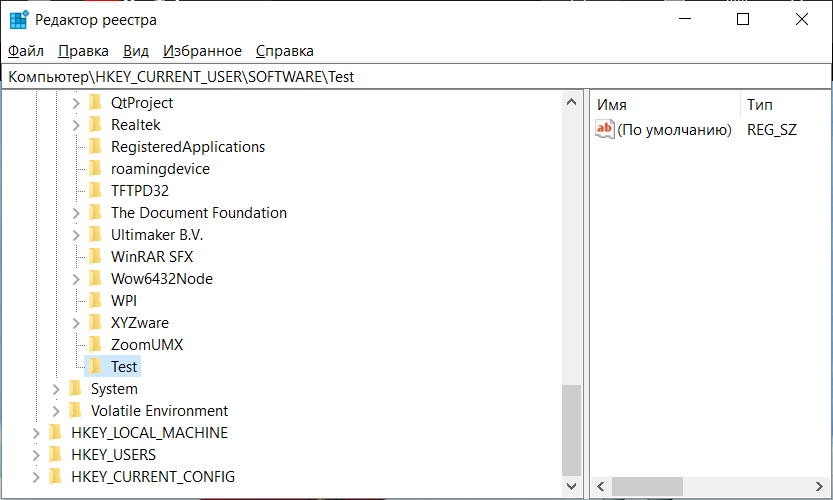 Редактор реестра
Файл Правка Вид Избранное Справка
Компьютер\HKEY_CURRENT_USER\SOFTWARE\Test
QtProject
Realtek
RegisteredApplications
roamingdevice
TFTPD32
The Document Foundation
Ultimaker B.V.
WinRAR SFX
Wow6432Node
WPI
XYZware
ZoomUMX
Test
System
Volatile Environment
HKEY_LOCAL_MACHINE
HKEY_USERS
HKEY_CURRENT_CONFIG
Имя Тип
ab (По умолчанию) REG_SZ